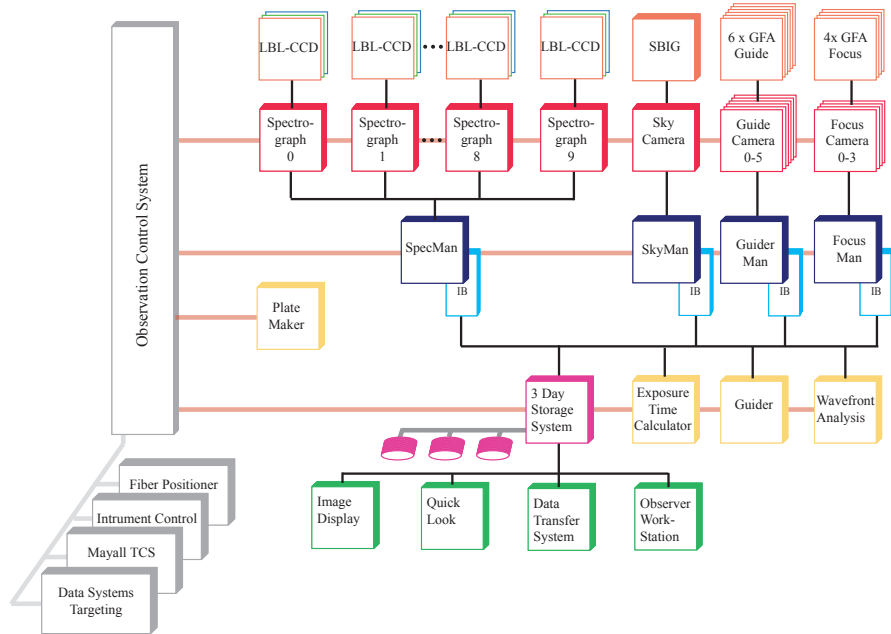 LBL-CCD
LBL-CCD
LBL-CCD
LBL-CCD
SBIG
6 x GFA
Guide
4x GFA
Focus
Observation Control System
Spectro-
graph
0
Spectro-
graph
1
Spectro-
graph
8
Spectro-
graph
9
Sky
Camera
Guide
Camera
0-5
Focus
Camera
0-3
SpecMan
IB
SkyMan
IB
Guider
Man
IB
Focus
Man
IB
Plate
Maker
3 Day
Storage
System
Exposure
Time
Calculator
Guider
Wavefront
Analysis
Image
Display
Quick
Look
Data
Transfer
System
Observer
Work-
Station
Fiber Positioner
Intrument Control
Mayall TCS
Data Systems
Targeting